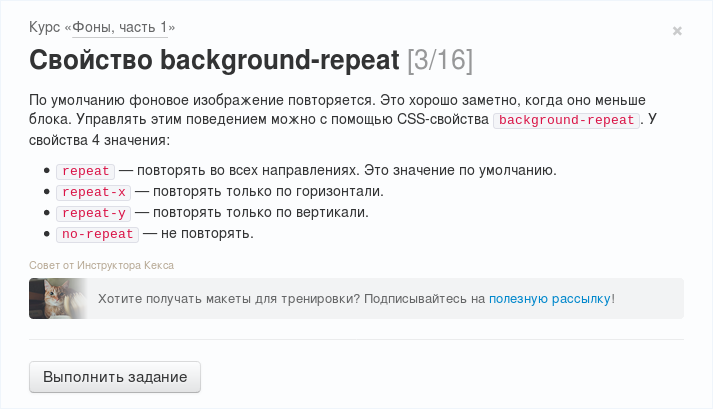 Курс «Фоны, часть 1»
×
Свойство background-repeat [3/16]
По умолчанию фоновое изображение повторяется. Это хорошо заметно, когда оно меньше
блока. Управлять этим поведением можно с помощью CSS-свойства background-repeat. У
свойства 4 значения:
• repeat — повторять во всех направлениях. Это значение по умолчанию.
• repeat-x — повторять только по горизонтали.
• repeat-y — повторять только по вертикали.
• no-repeat — не повторять.
Совет от Инструктора Кекса
Хотите получать макеты для тренировки? Подписывайтесь на полезную рассылку!
Выполнить задание